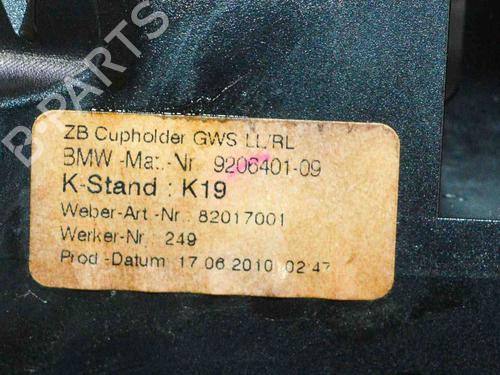 B-PARTS
ZB Cupholder GWS LL/RL
BMW -Mat.-Nr. 9206401-09
K-Stand : K19
Weber-Art.-Nr.: 82017001
Werker-Nr.: 249
Prod.-Datum: 17.06.2010 02:47